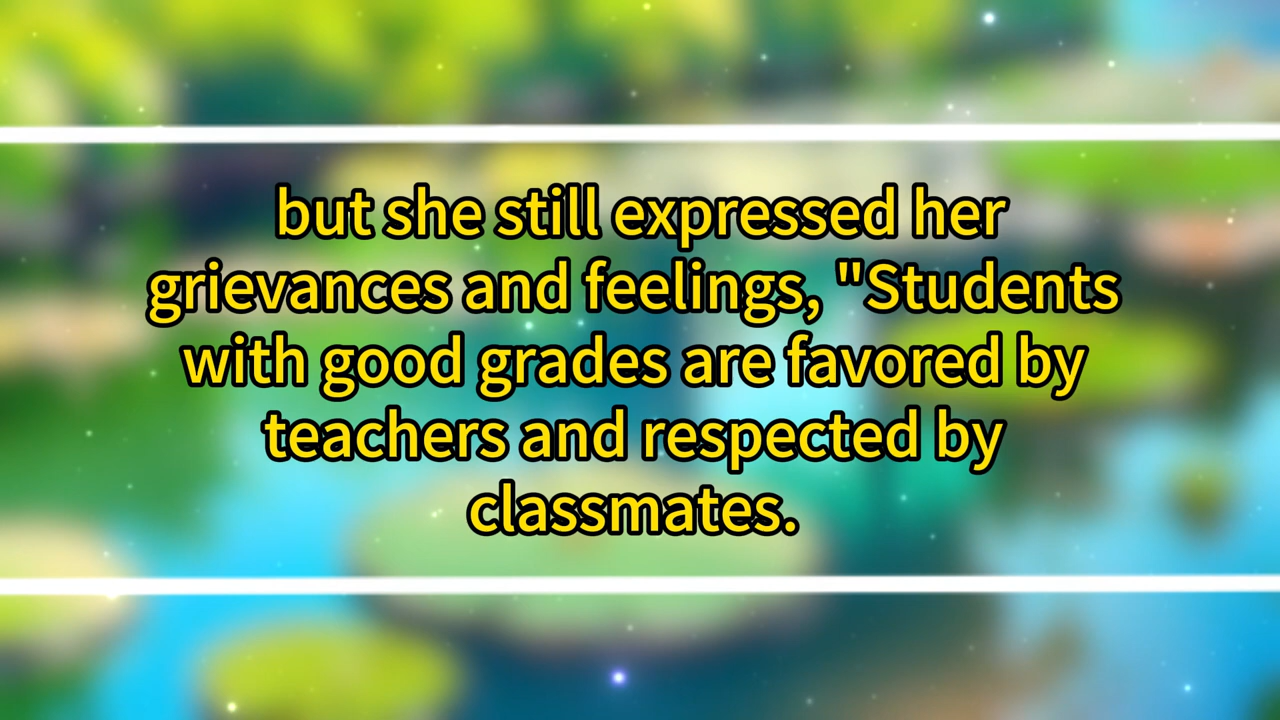 but she still expressed her
grievances and feelings, "Students
with good grades are favored by
teachers and respected by
classmates.